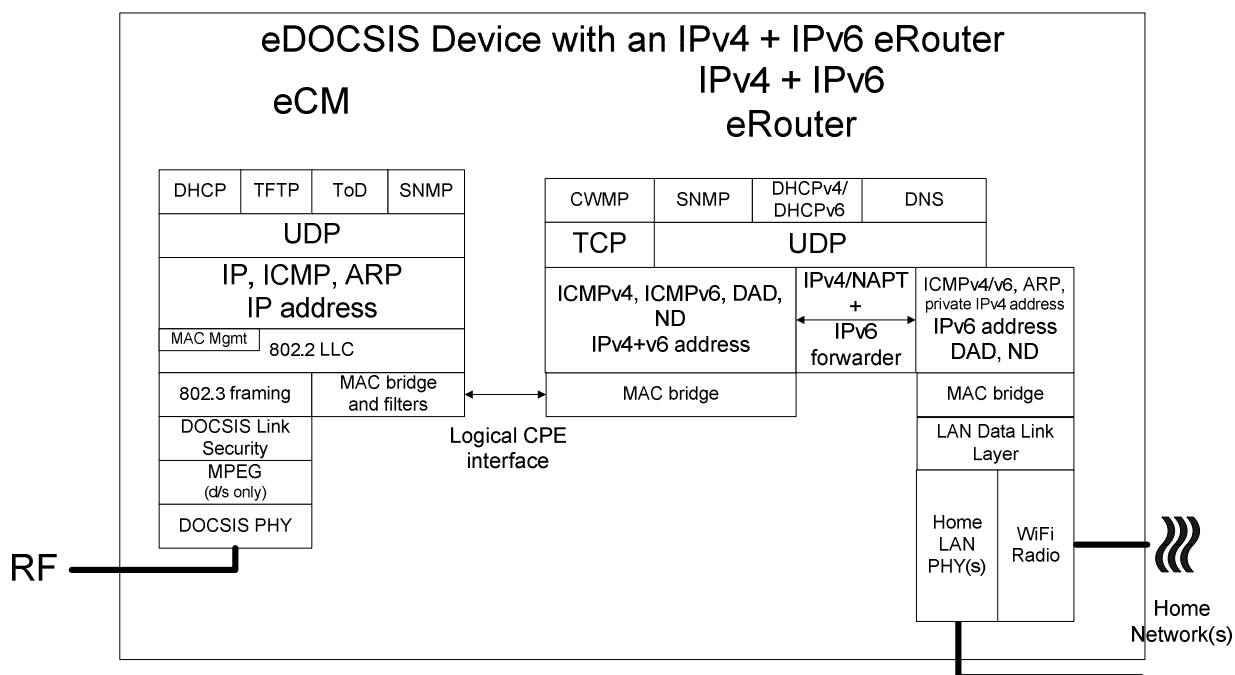 eDOCSIS Device with an IPv4 + IPv6 eRouter
eCM
IPv4 + IPv6
eRouter
DHCP
TFTP
ToD
SNMP
UDP
IP, ICMP, ARP
IP address
MAC Mgmt
802.2 LLC
802.3 framing
MAC bridge
and filters
DOCSIS Link
Security
MPEG
(d/s only)
DOCSIS PHY
RF
Logical CPE
interface
CWMP
SNMP
DHCPv4/
DHCPv6
DNS
TCP
UDP
ICMPv4, ICMPv6, DAD,
ND
IPv4+v6 address
MAC bridge
IPv4/NAPT
+
IPv6
forwarder
ICMPv4/v6, ARP,
private IPv4 address
IPv6 address
DAD, ND
MAC bridge
LAN Data Link
Layer
Home
LAN
PHY(s)
WiFi
Radio
Home
Network(s)